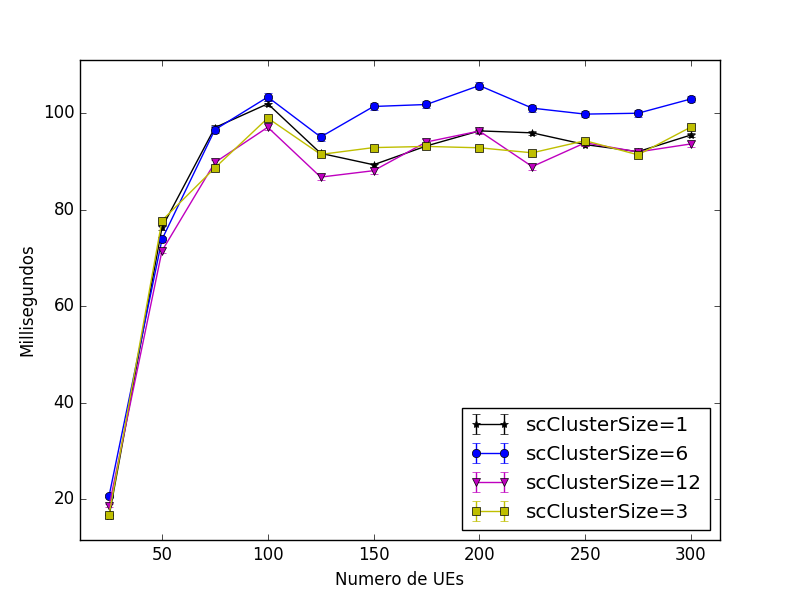 100
80
60
40
20
Millisegundos
scClusterSize=1
scClusterSize=6
scClusterSize=12
scClusterSize=3
50 100 150 200 250 300
Numero de UEs